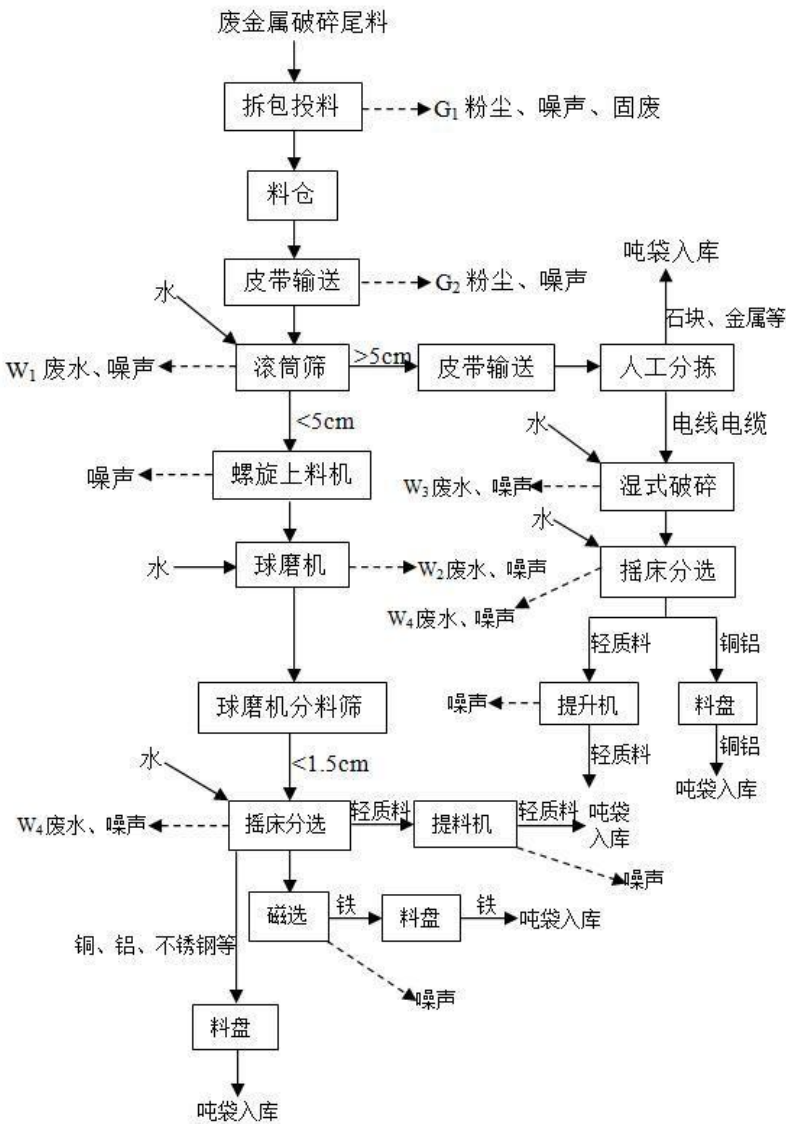 废金属破碎尾料
拆包投料
G1 粉尘、噪声、固废
料仓
皮带输送
G2 粉尘、噪声
吨袋入库
水
石块、金属等
W1 废水、噪声
滚筒筛
>5cm
皮带输送
人工分拣
<5cm
水
电线电缆
噪声
螺旋上料机
W3废水、噪声
湿式破碎
水
水
球磨机
W2废水、噪声
摇床分选
W4废水、噪声
轻质料
铜铝
球磨机分料筛
噪声
提升机
料盘
水
<1.5cm
轻质料
铜铝
吨袋入库
W4废水、噪声
摇床分选
轻质料
提料机
轻质料
吨袋
入库
噪声
磁选
铁
料盘
铁
吨袋入库
铜、铝、不锈钢等
噪声
料盘
吨袋入库